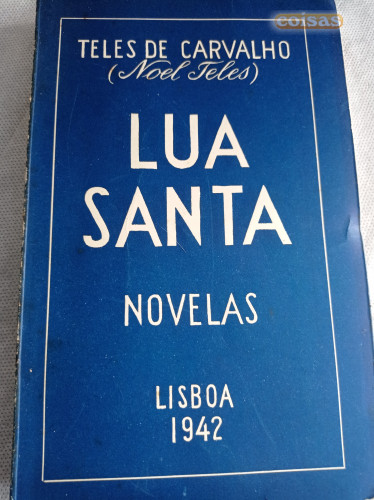 coisas
TELES DE CARVALHO
(Noel Teles)
LUA
SANTA
NOVELAS
LISBOA
1942